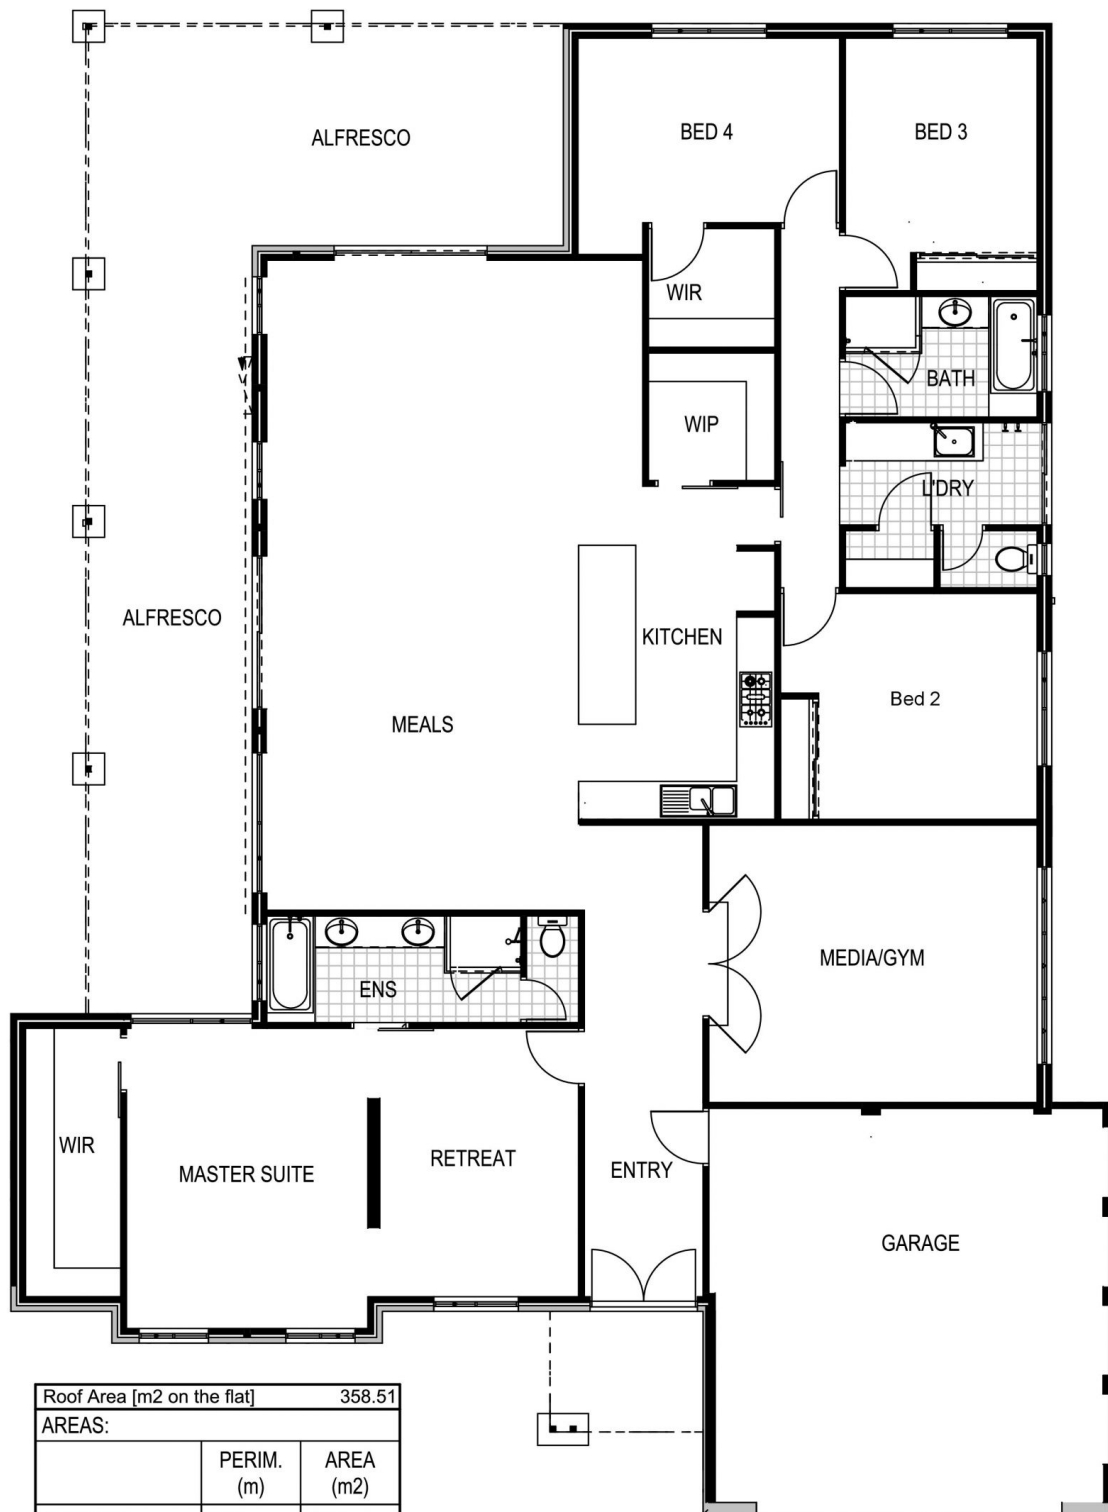 ALFRESCO
BED 4
BED 3
WIR
BATH
WIP
L'DRY
ALFRESCO
KITCHEN
Bed 2
MEALS
MEDIA/GYM
ENS
WIR
MASTER SUITE
RETREAT
ENTRY
GARAGE
Roof Area [m2 on the flat] 358.51
AREAS:
PERIM. AREA
(m) (m2)